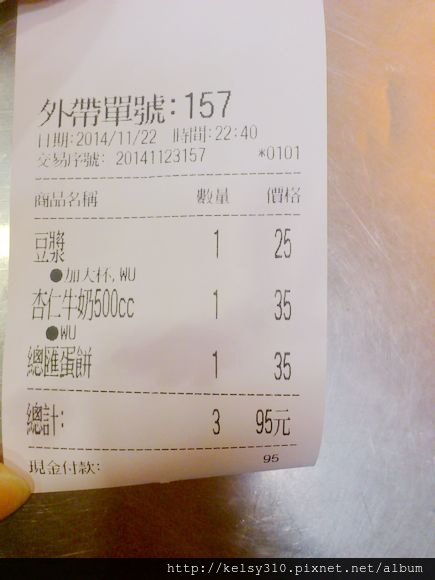 外帶單號:157
日期:2014/11/22 時間:22:40
交易序號: 20141123157 *0101
商品名稱 數量 價格
豆漿 1 25
●加大杯,WU
杏仁牛奶500cc 1 35
●WU
總匯蛋餅 1 35
總計: 3 95元
現金付款: 95
http://kelsy310.pixnet.net/album